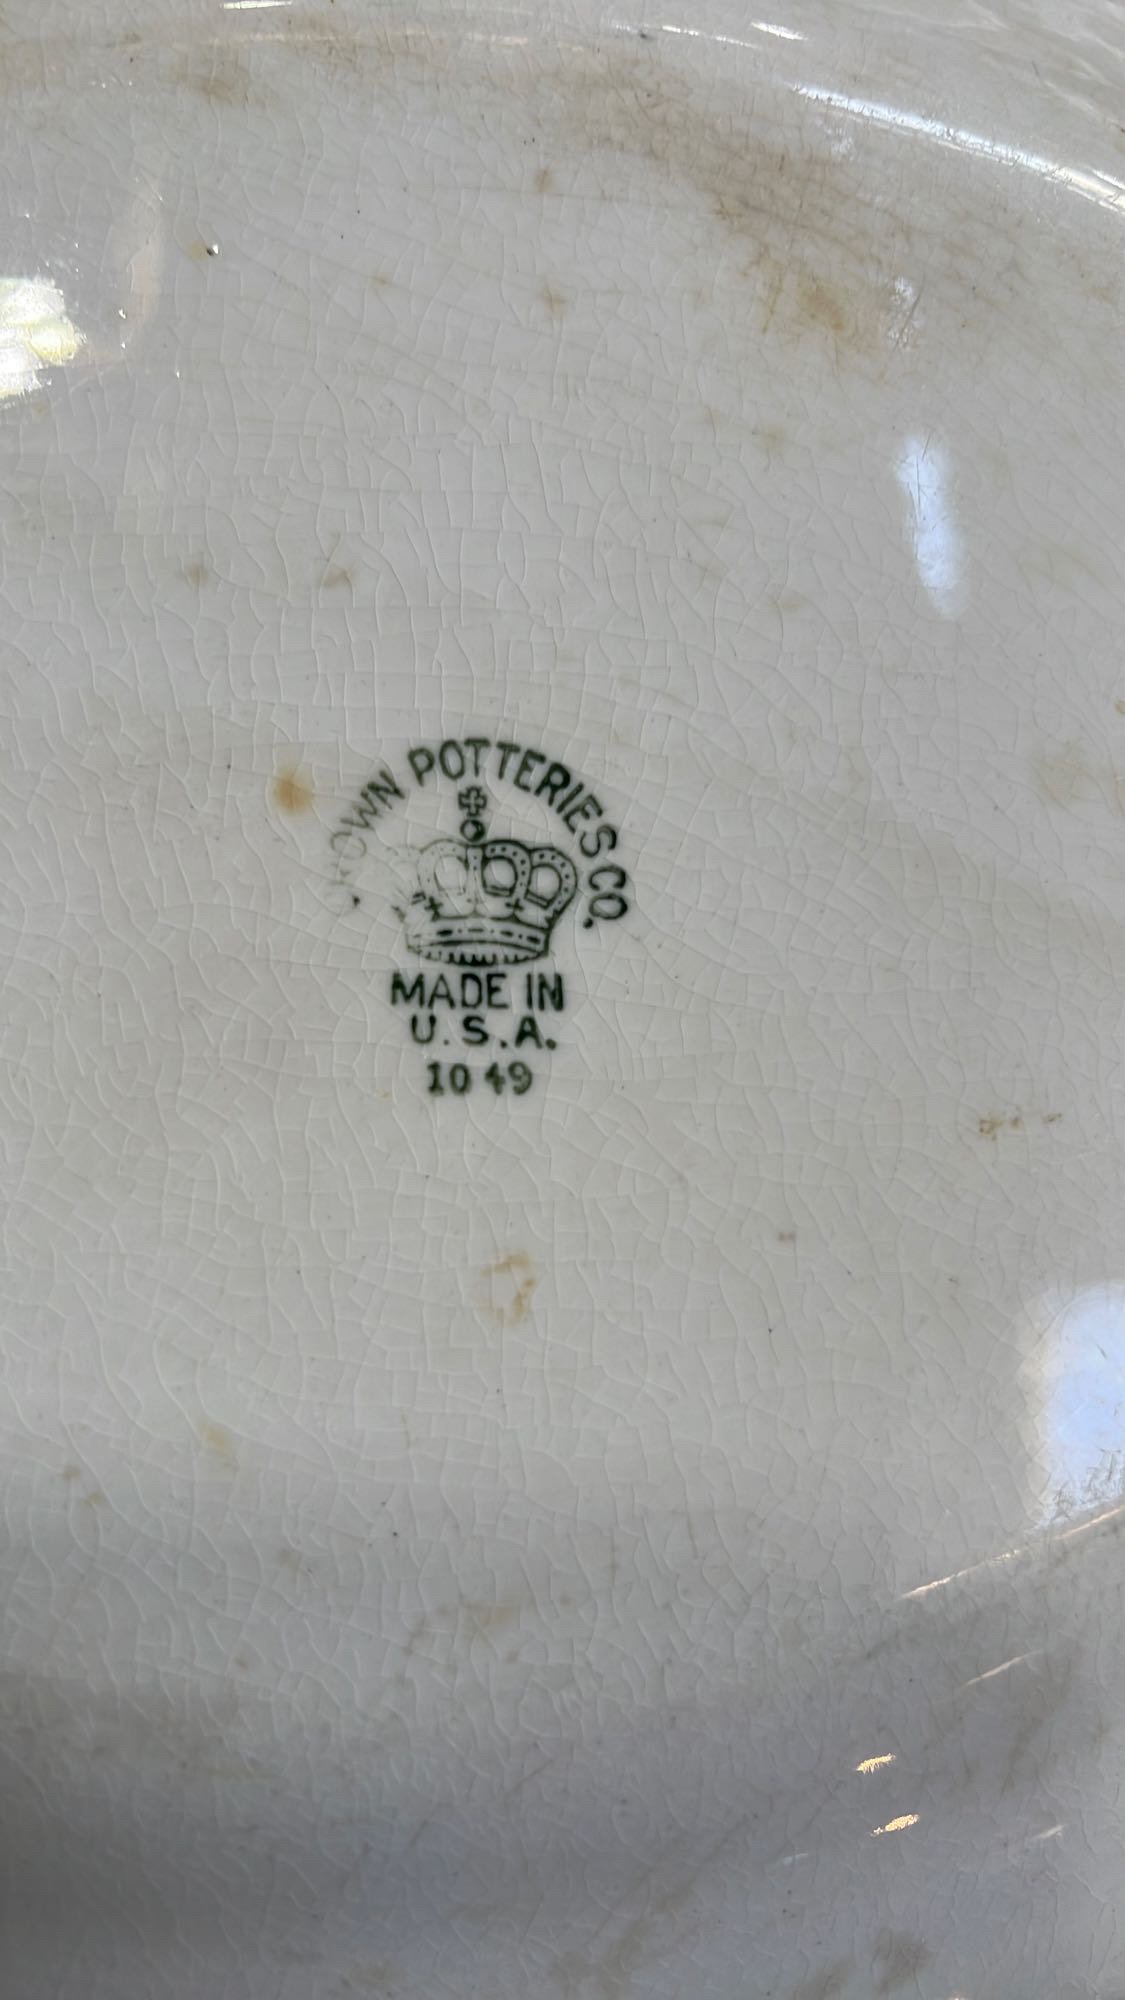 CROWN POTTERIES CO.
MADE IN
U.S.A.
1049